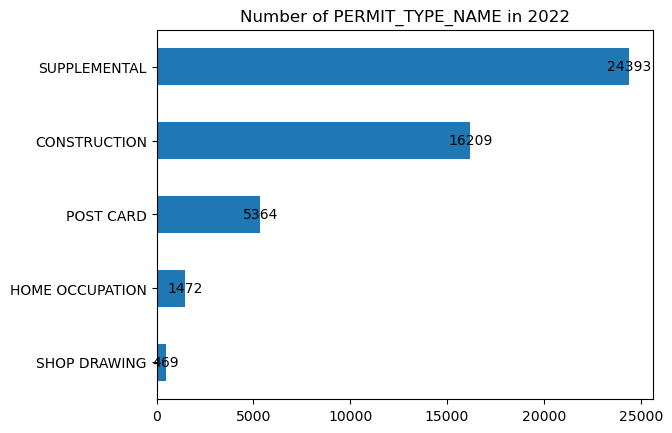 Number of PERMIT_TYPE_NAME in 2022
SUPPLEMENTAL 24393
CONSTRUCTION 16209
POST CARD 5364
HOME OCCUPATION 1472
SHOP DRAWING 469
0 5000 10000 15000 20000 25000